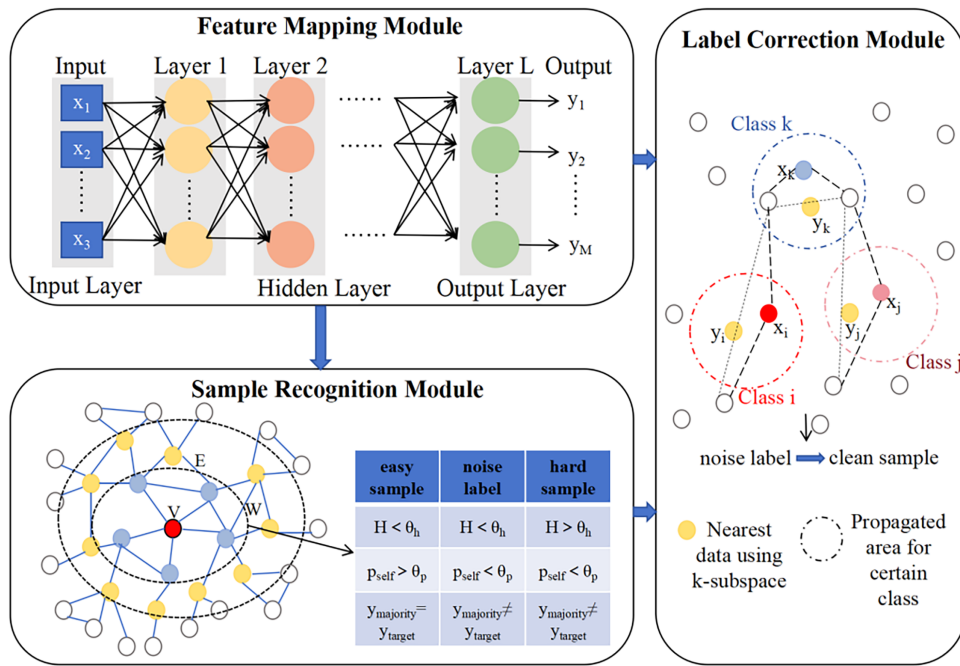 Feature Mapping Module
Input
Layer 1
Layer 2
Layer L
Output
x1
x2
x3
......
......
y1
y2
yM
Input Layer
Hidden Layer
Output Layer
Sample Recognition Module
E
V
W
easy sample
noise label
hard sample
H < θh
H < θh
H > θh
pself > θp
pself < θp
pself < θp
ymajority= ytarget
ymajority≠ ytarget
ymajority≠ ytarget
Label Correction Module
Class k
xk
yk
yi
xi
yj
xj
Class i
Class j
noise label
clean sample
Nearest
data using
k-subspace
Propagated
area for
certain
class